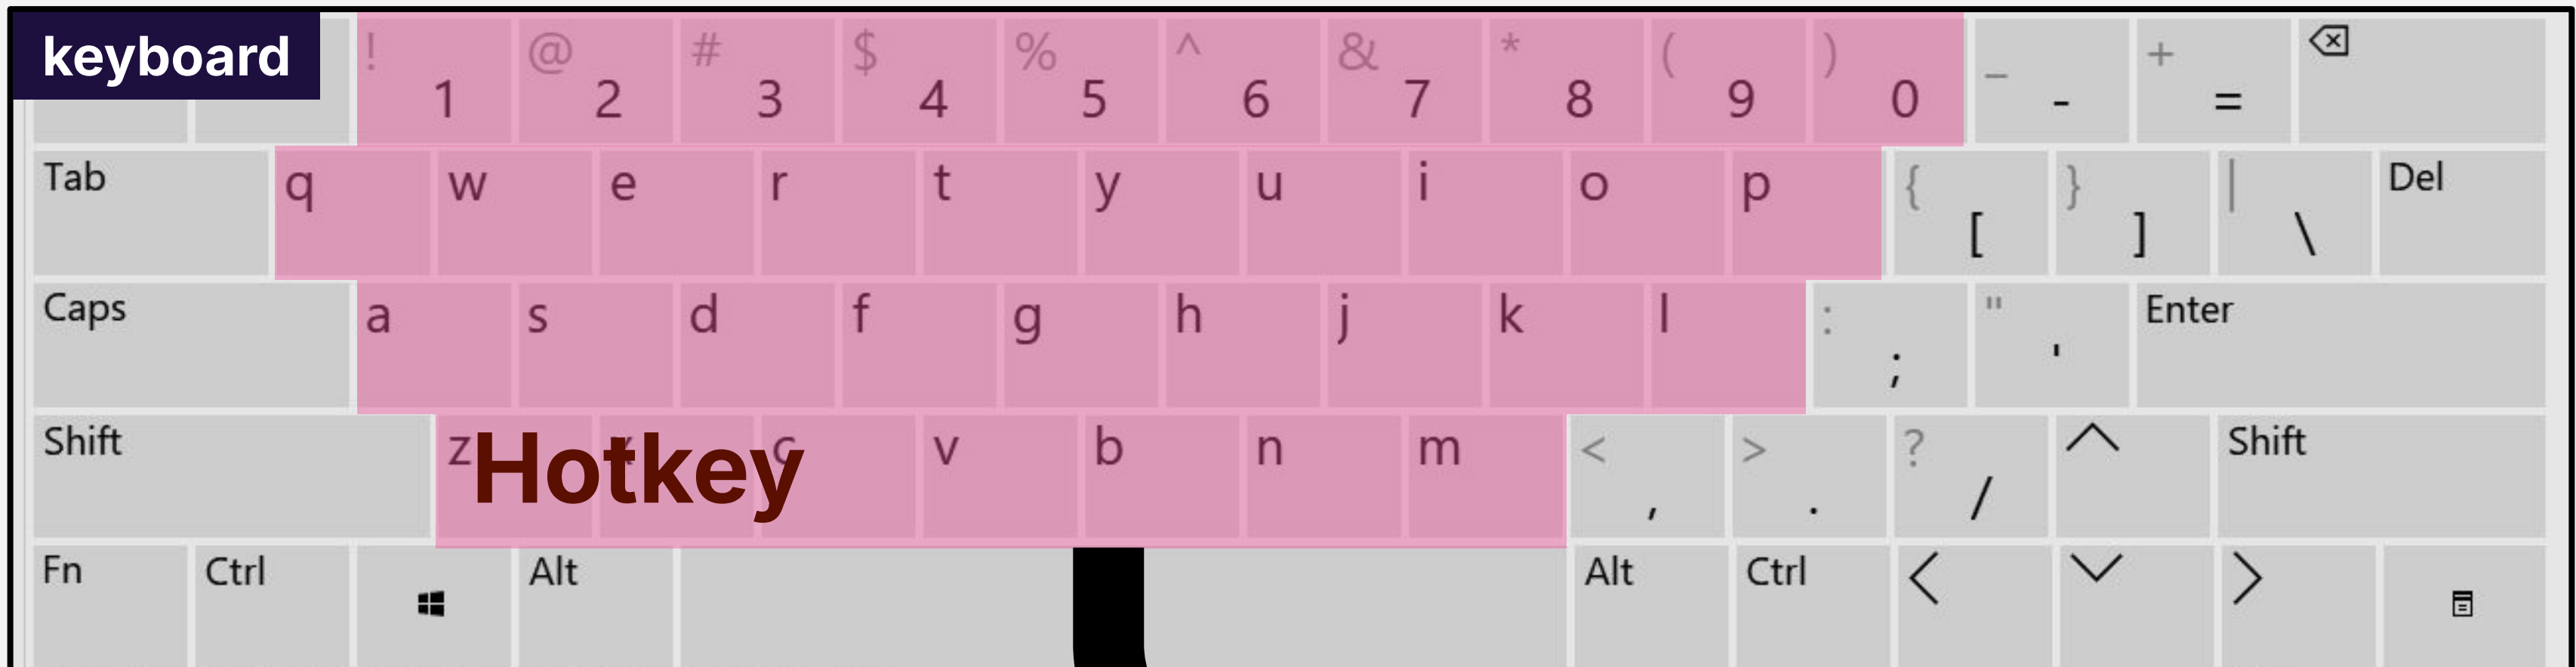 keyboard
! 1 @ 2 # 3 $ 4 % 5 ^ 6 & 7 * 8 ( 9 ) 0 _ - + =
Tab q w e r t y u i o p { [ } ] | \ Del
Caps a s d f g h j k l : ; " ' Enter
Shift z x c v b n m < , > . ? / Shift
Hotkey
Fn Ctrl Alt Alt Ctrl